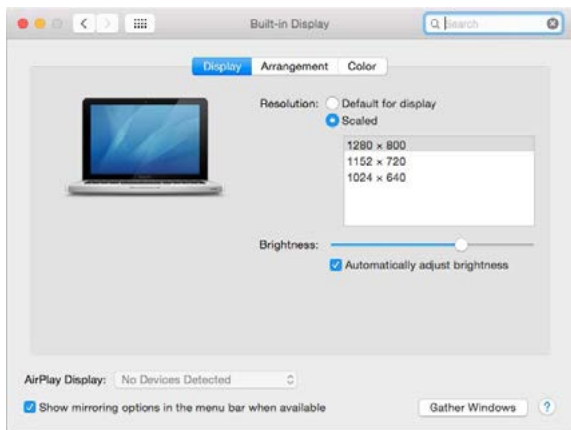 Built-in Display
Search
Display Arrangement Color
Resolution: Default for display
Scaled
1280 × 800
1152 × 720
1024 × 640
Brightness:
Automatically adjust brightness
AirPlay Display: No Devices Detected
Show mirroring options in the menu bar when available
Gather Windows ?